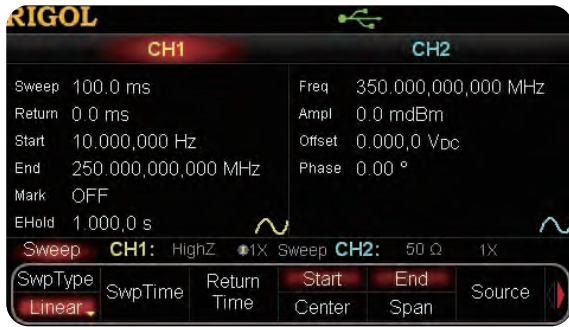 RIGOL
CH1 CH2
Sweep 100.0 ms
Return 0.0 ms
Start 10.000,000 Hz
End 250.000,000,000 MHz
Mark OFF
EHold 1.000,0 s
Freq 350.000,000,000 MHz
Ampl 0.0 mdBm
Offset 0.000,0 VDC
Phase 0.00 °
Sweep CH1: HighZ 1X Sweep CH2: 50 Ω 1X
SwpType
Linear
SwpTime
Return
Time
Start
Center
End
Span
Source